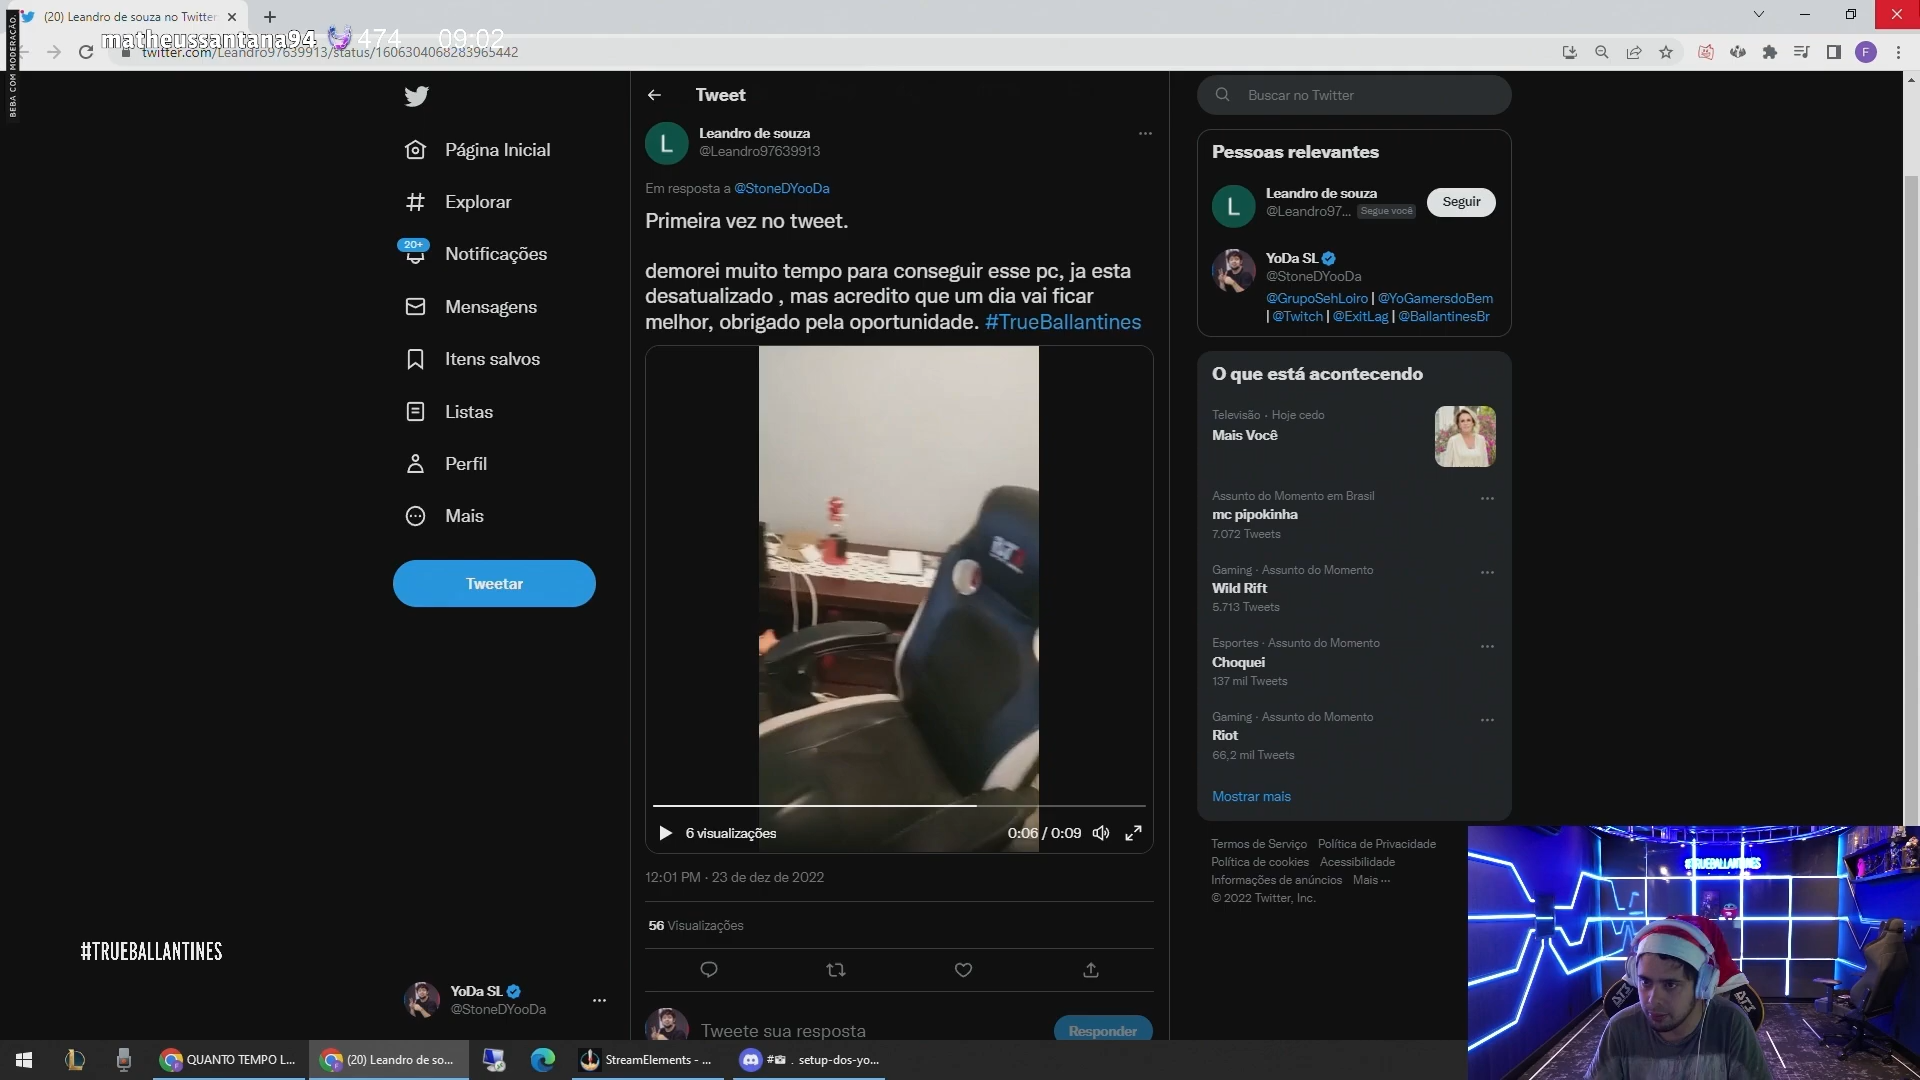 (20) Leandro de souza no Twitter
matheussantana94 474 09:02
twitter.com/Leandro97639913/status/1606304068283965442
BEBA COM MODERAÇÃO.
Página Inicial
Explorar
20+
Notificações
Mensagens
Itens salvos
Listas
Perfil
Mais
Tweetar
#TRUEBALLANTINES
YoDa SL
@StoneDYooDa
Tweet
L
Leandro de souza
@Leandro97639913
Em resposta a @StoneDYooDa
Primeira vez no tweet.
demorei muito tempo para conseguir esse pc, ja esta
desatualizado , mas acredito que um dia vai ficar
melhor, obrigado pela oportunidade. #TrueBallantines
6 visualizações
0:06 / 0:09
12:01 PM · 23 de dez de 2022
56 Visualizações
Tweete sua resposta
Responder
Buscar no Twitter
Pessoas relevantes
L
Leandro de souza
@Leandro97... Segue você
Seguir
YoDa SL
@StoneDYooDa
@GrupoSehLoiro | @YoGamersdoBem
| @Twitch | @ExitLag | @BallantinesBr
O que está acontecendo
Televisão · Hoje cedo
Mais Você
Assunto do Momento em Brasil
mc pipokinha
7.072 Tweets
Gaming · Assunto do Momento
Wild Rift
5.713 Tweets
Esportes · Assunto do Momento
Choquei
137 mil Tweets
Gaming · Assunto do Momento
Riot
66,2 mil Tweets
Mostrar mais
Termos de Serviço Política de Privacidade
Política de cookies Acessibilidade
Informações de anúncios Mais ···
© 2022 Twitter, Inc.
#TRUEBALLANTINES
DT3
DT3
F
QUANTO TEMPO L...
(20) Leandro de so...
StreamElements - ...
#📷 . setup-dos-yo...